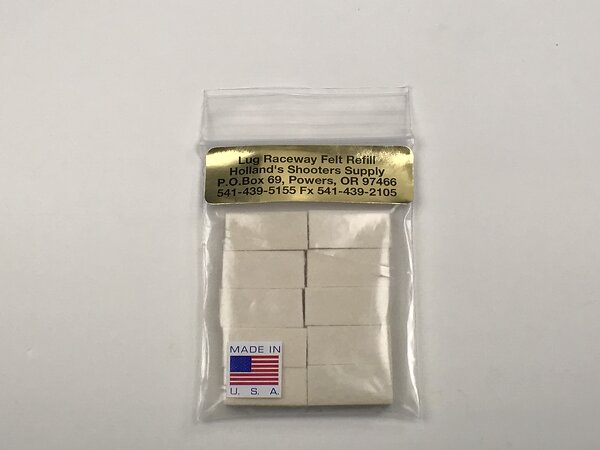 Lug Raceway Felt Refill
Holland's Shooters Supply
P.O.Box 69, Powers, OR 97466
541-439-5155 Fx 541-439-2105
MADE IN
U. S. A.